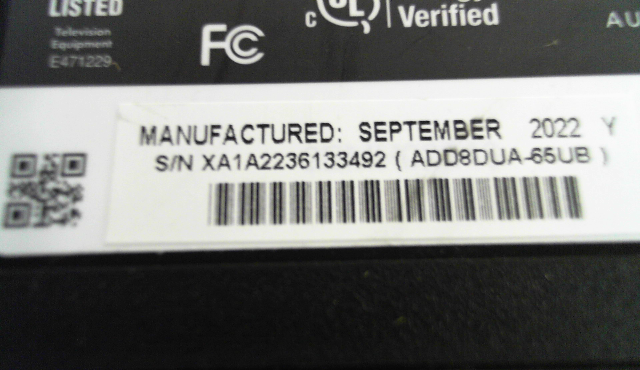 LISTED
Television
Equipment
E471229
FC
C UL
Verified
AU
MANUFACTURED: SEPTEMBER 2022 Y
S/N XA1A2236133492 ( ADD8DUA-65UB )